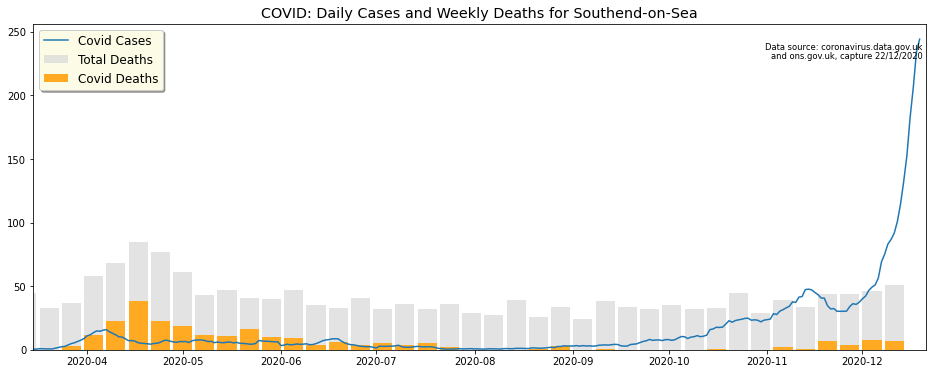 COVID: Daily Cases and Weekly Deaths for Southend-on-Sea
250
200
150
100
50
0
Covid Cases
Total Deaths
Covid Deaths
Data source: coronavirus.data.gov.uk
and ons.gov.uk, capture 22/12/2020
2020-04 2020-05 2020-06 2020-07 2020-08 2020-09 2020-10 2020-11 2020-12